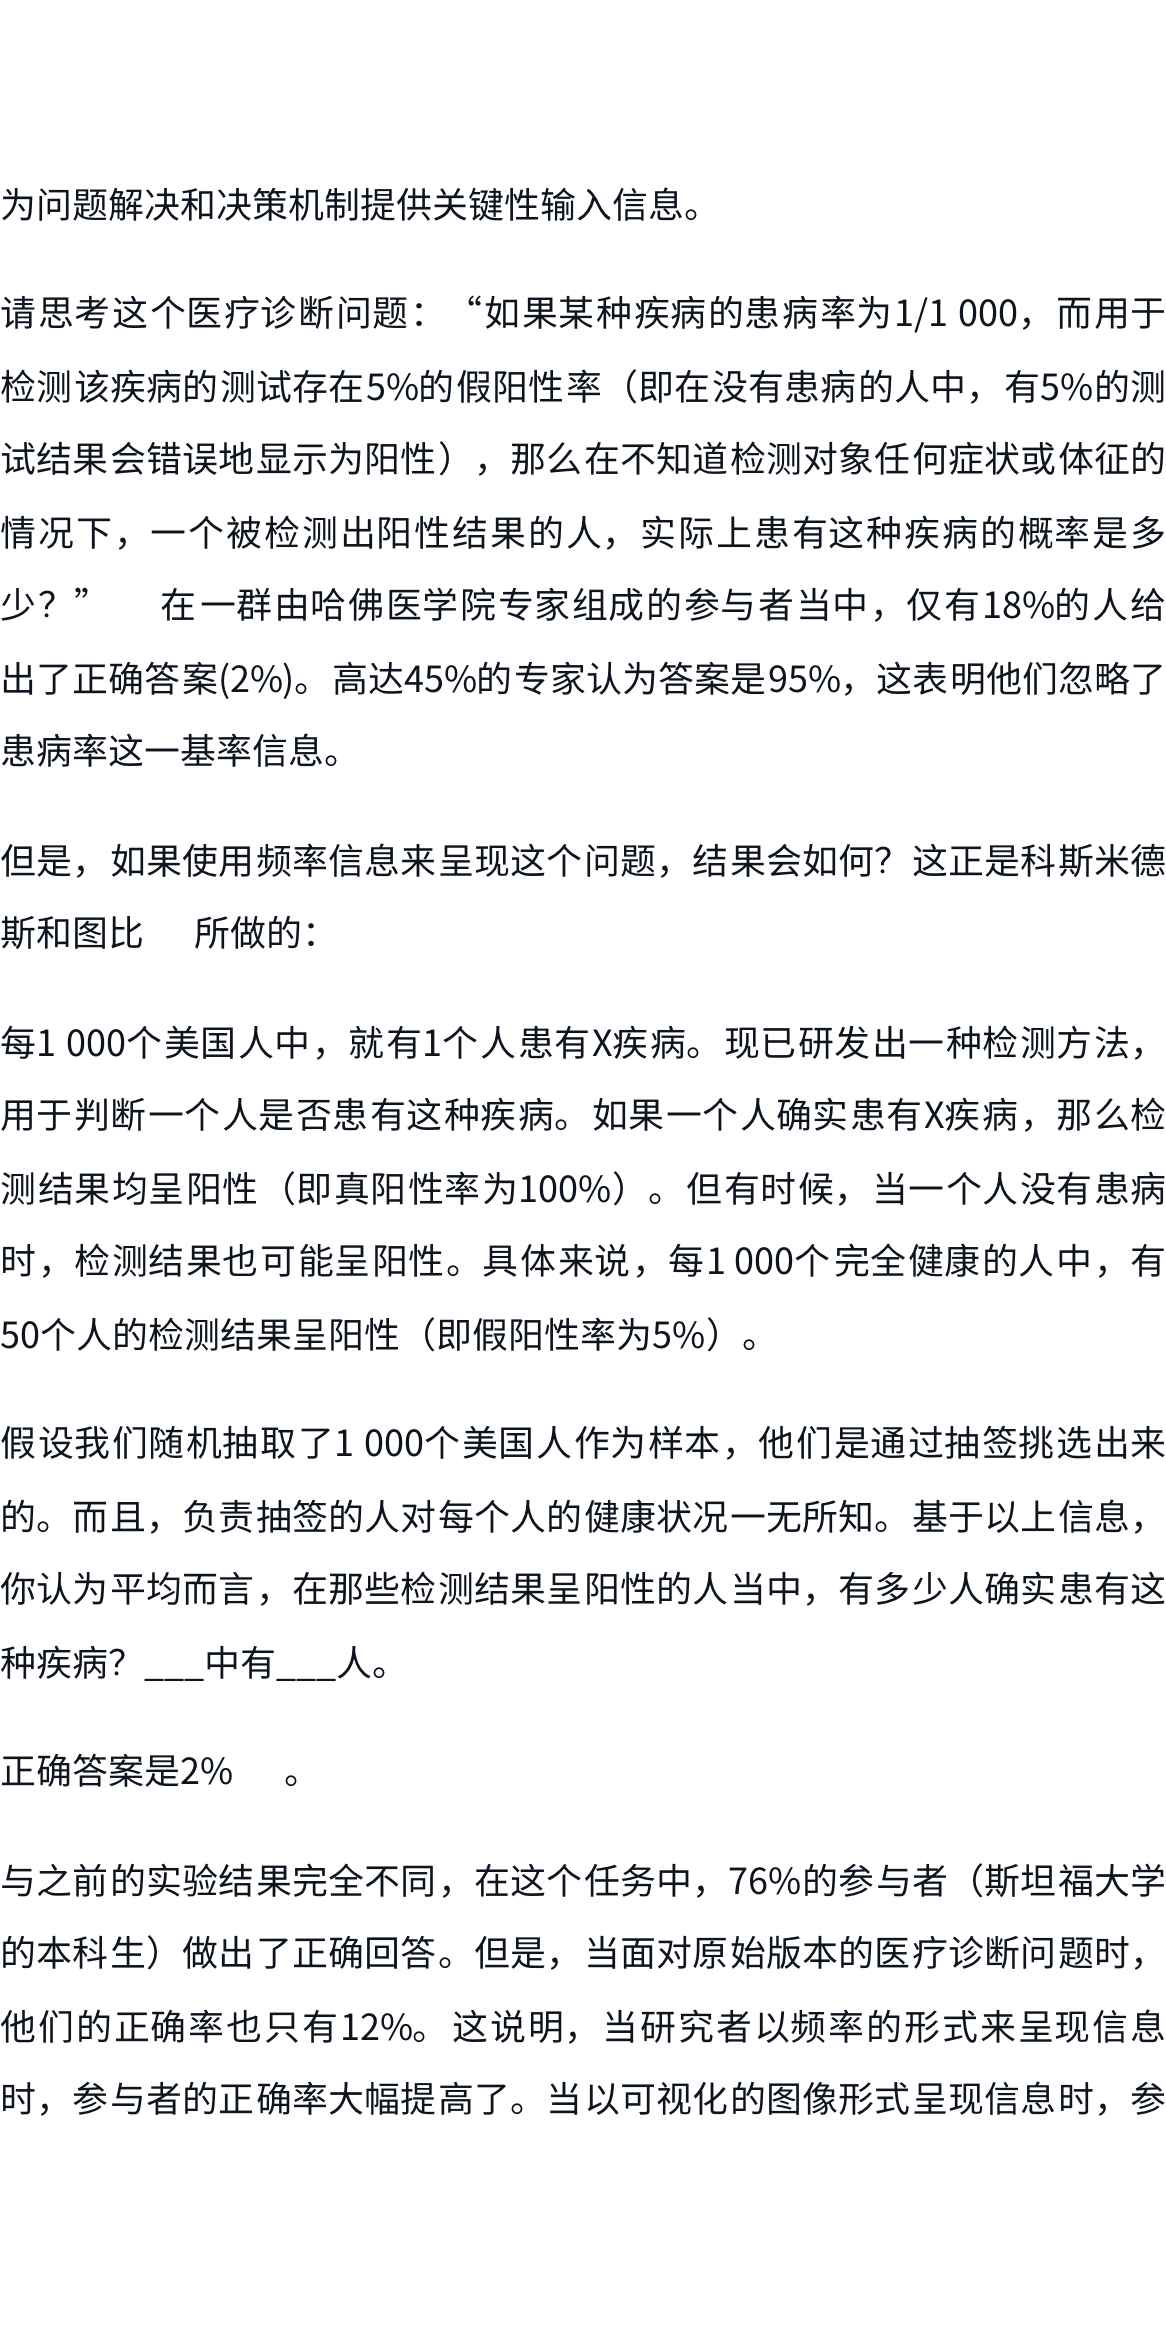 为问题解决和决策机制提供关键性输入信息。
请思考这个医疗诊断问题：“如果某种疾病的患病率为1/1 000，而用于
检测该疾病的测试存在5%的假阳性率（即在没有患病的人中，有5%的测
试结果会错误地显示为阳性），那么在不知道检测对象任何症状或体征的
情况下，一个被检测出阳性结果的人，实际上患有这种疾病的概率是多
少？” 在一群由哈佛医学院专家组成的参与者当中，仅有18%的人给
出了正确答案(2%)。高达45%的专家认为答案是95%，这表明他们忽略了
患病率这一基率信息。
但是，如果使用频率信息来呈现这个问题，结果会如何？这正是科斯米德
斯和图比 所做的：
每1 000个美国人中，就有1个人患有X疾病。现已研发出一种检测方法，
用于判断一个人是否患有这种疾病。如果一个人确实患有X疾病，那么检
测结果均呈阳性（即真阳性率为100%）。但有时候，当一个人没有患病
时，检测结果也可能呈阳性。具体来说，每1 000个完全健康的人中，有
50个人的检测结果呈阳性（即假阳性率为5%）。
假设我们随机抽取了1 000个美国人作为样本，他们是通过抽签挑选出来
的。而且，负责抽签的人对每个人的健康状况一无所知。基于以上信息，
你认为平均而言，在那些检测结果呈阳性的人当中，有多少人确实患有这
种疾病？___中有___人。
正确答案是2% 。
与之前的实验结果完全不同，在这个任务中，76%的参与者（斯坦福大学
的本科生）做出了正确回答。但是，当面对原始版本的医疗诊断问题时，
他们的正确率也只有12%。这说明，当研究者以频率的形式来呈现信息
时，参与者的正确率大幅提高了。当以可视化的图像形式呈现信息时，参